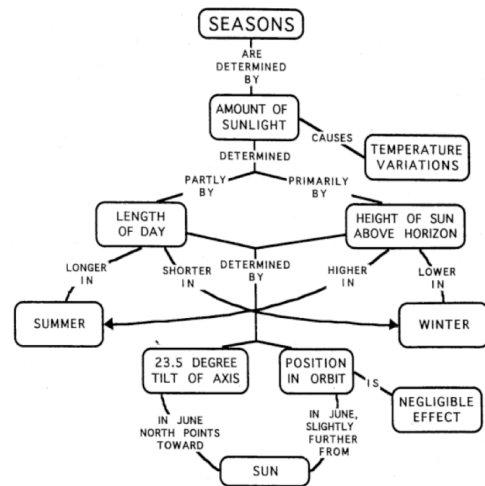 SEASONS
ARE
DETERMINED
BY
AMOUNT OF
SUNLIGHT
CAUSES
TEMPERATURE
VARIATIONS
DETERMINED
PARTLY
BY
PRIMARILY
BY
LENGTH
OF DAY
HEIGHT OF SUN
ABOVE HORIZON
LONGER
IN
SHORTER
IN
DETERMINED
BY
HIGHER
IN
LOWER
IN
SUMMER
WINTER
23.5 DEGREE
TILT OF AXIS
POSITION
IN ORBIT
IS
NEGLIGIBLE
EFFECT
IN JUNE
NORTH POINTS
TOWARD
IN JUNE,
SLIGHTLY
FURTHER
FROM
SUN